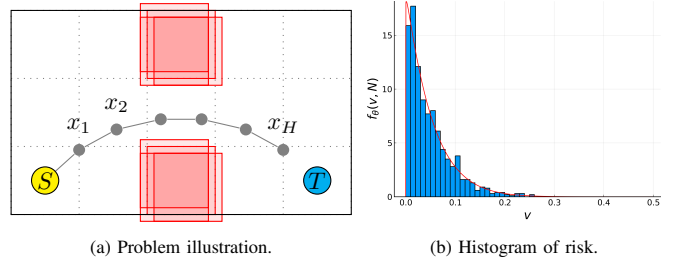 x_1
x_2
x_H
S
T
(a) Problem illustration.
f_θ(v, N)
15
10
5
0
0.0 0.1 0.2 0.3 0.4 0.5
v
(b) Histogram of risk.